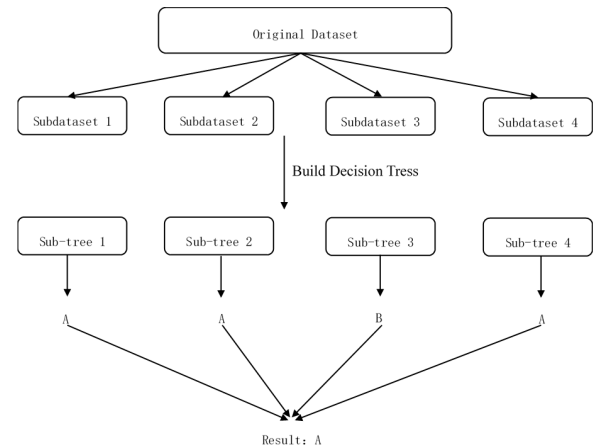 Original Dataset
Subdataset 1
Subdataset 2
Subdataset 3
Subdataset 4
Build Decision Tress
Sub-tree 1
Sub-tree 2
Sub-tree 3
Sub-tree 4
A
A
B
A
Result: A